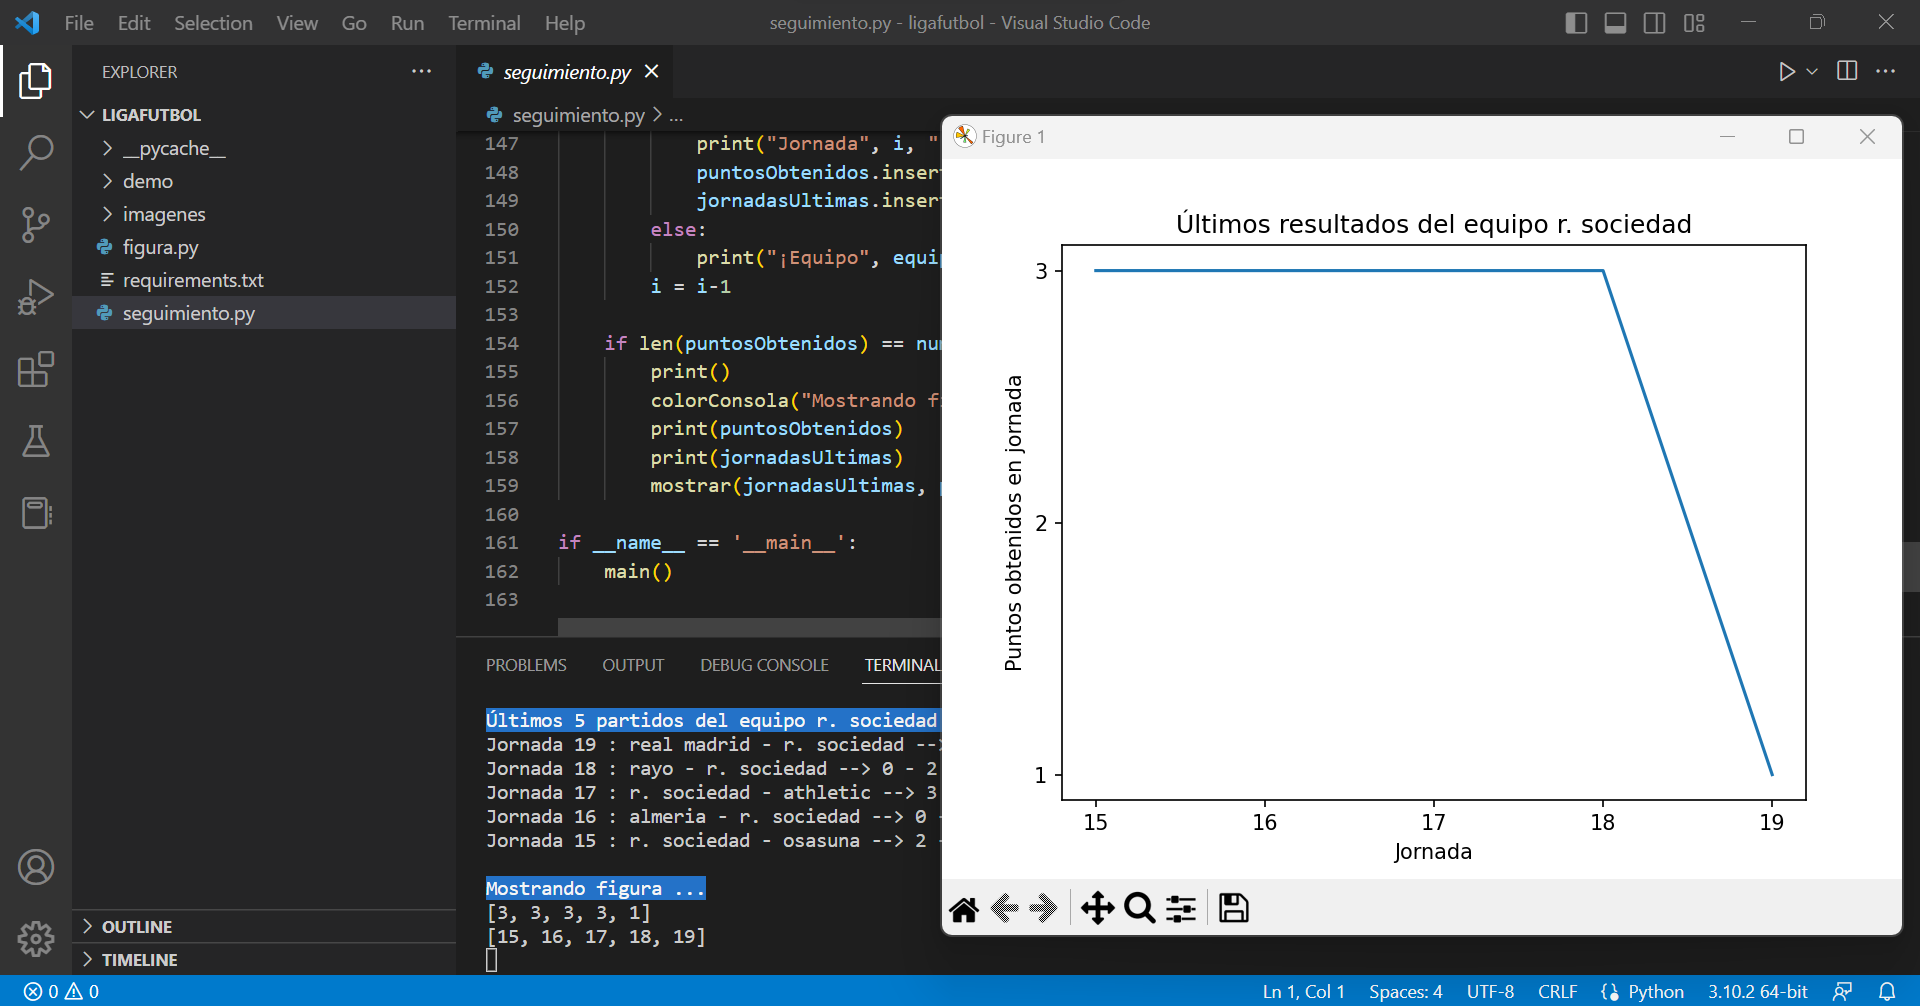 File Edit Selection View Go Run Terminal Help
seguimiento.py - ligafutbol - Visual Studio Code
EXPLORER
LIGAFUTBOL
__pycache__
demo
imagenes
figura.py
requirements.txt
seguimiento.py
OUTLINE
TIMELINE
seguimiento.py
seguimiento.py > ...
147 print("Jornada", i, "
148 puntosObtenidos.inser
149 jornadasUltimas.inser
150 else:
151 print("¡Equipo", equi
152 i = i-1
153
154 if len(puntosObtenidos) == nu
155 print()
156 colorConsola("Mostrando f
157 print(puntosObtenidos)
158 print(jornadasUltimas)
159 mostrar(jornadasUltimas,
160
161 if __name__ == '__main__':
162 main()
163
PROBLEMS OUTPUT DEBUG CONSOLE TERMINAL
Últimos 5 partidos del equipo r. sociedad
Jornada 19 : real madrid - r. sociedad --
Jornada 18 : rayo - r. sociedad --> 0 - 2
Jornada 17 : r. sociedad - athletic --> 3
Jornada 16 : almeria - r. sociedad --> 0 -
Jornada 15 : r. sociedad - osasuna --> 2 -
Mostrando figura ...
[3, 3, 3, 3, 1]
[15, 16, 17, 18, 19]
Figure 1
Últimos resultados del equipo r. sociedad
Puntos obtenidos en jornada
3
2
1
15 16 17 18 19
Jornada
0 0
Ln 1, Col 1 Spaces: 4 UTF-8 CRLF Python 3.10.2 64-bit